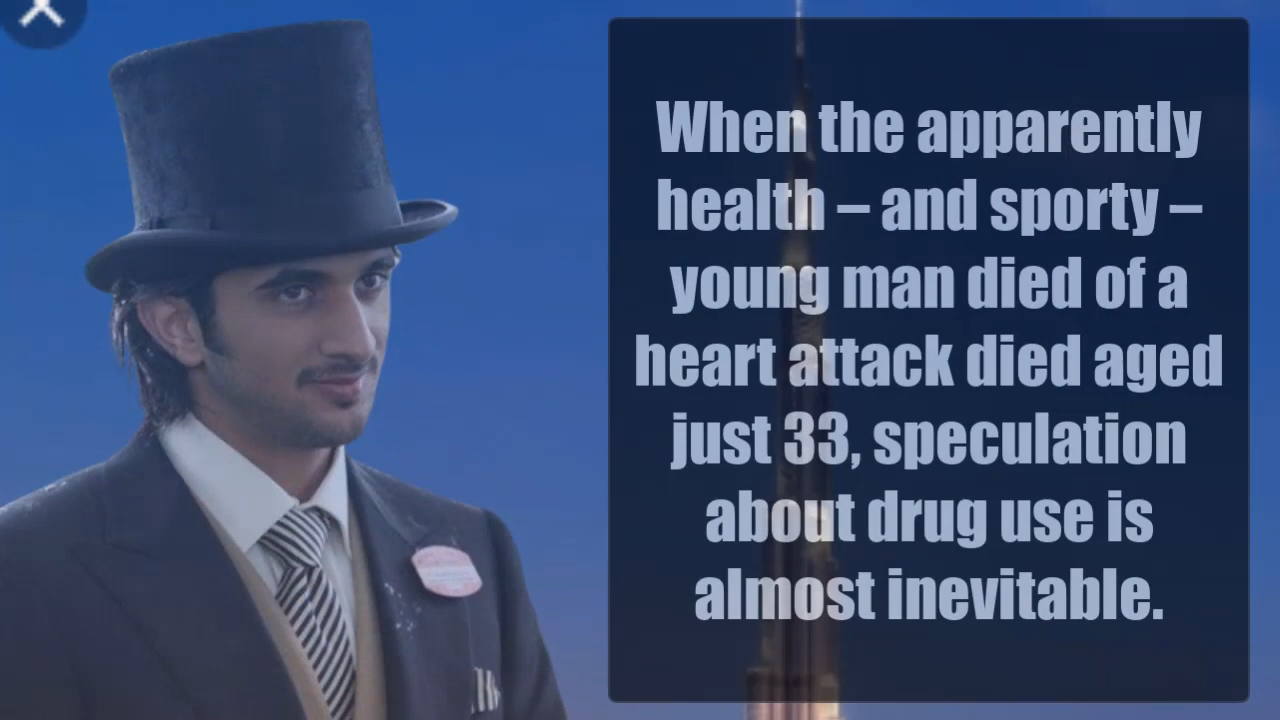 When the apparently
health – and sporty –
young man died of a
heart attack died aged
just 33, speculation
about drug use is
almost inevitable.